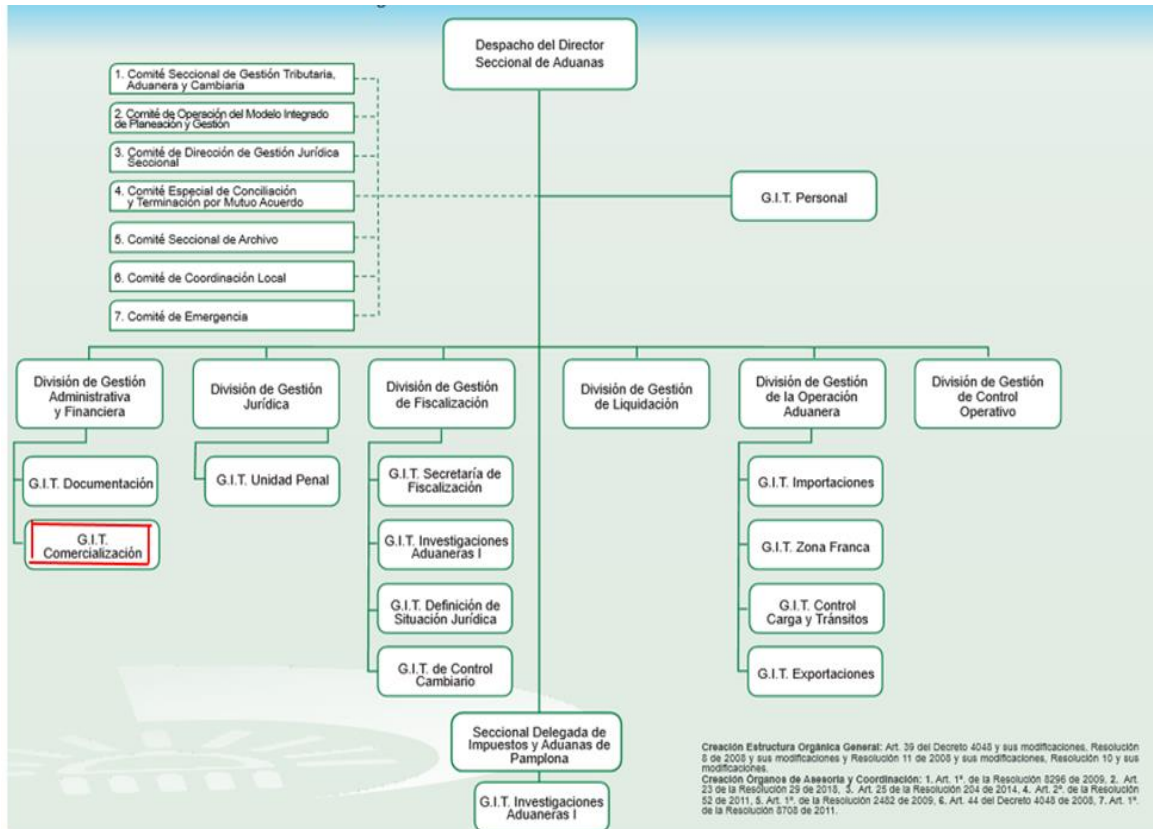 Despacho del Director
Seccional de Aduanas
1. Comité Seccional de Gestión Tributaria,
Aduanera y Cambiaria
2. Comité de Operación del Modelo Integrado
de Planeación y Gestión
3. Comité de Dirección de Gestión Jurídica
Seccional
4. Comité Especial de Conciliación
y Terminación por Mutuo Acuerdo
5. Comité Seccional de Archivo
6. Comité de Coordinación Local
7. Comité de Emergencia
G.I.T. Personal
División de Gestión
Administrativa
y Financiera
División de Gestión
Jurídica
División de Gestión
de Fiscalización
División de Gestión
de Liquidación
División de Gestión
de la Operación
Aduanera
División de Gestión
de Control
Operativo
G.I.T. Documentación
G.I.T.
Comercialización
G.I.T. Unidad Penal
G.I.T. Secretaría de
Fiscalización
G.I.T. Investigaciones
Aduaneras I
G.I.T. Definición de
Situación Jurídica
G.I.T. de Control
Cambiario
G.I.T. Importaciones
G.I.T. Zona Franca
G.I.T. Control
Carga y Tránsitos
G.I.T. Exportaciones
Seccional Delegada de
Impuestos y Aduanas de
Pamplona
G.I.T. Investigaciones
Aduaneras I
Creación Estructura Orgánica General: Art. 39 del Decreto 4048 y sus modificaciones, Resolución
8 de 2008 y sus modificaciones y Resolución 11 de 2008 y sus modificaciones, Resolución 10 y sus
modificaciones.
Creación Órganos de Asesoría y Coordinación: 1. Art. 1º. de la Resolución 8296 de 2009, 2. Art.
23 de la Resolución 29 de 2018, 3. Art. 25 de la Resolución 204 de 2014, 4. Art. 2º. de la Resolución
52 de 2011, 5. Art. 1º. de la Resolución 2482 de 2009, 6. Art. 44 del Decreto 4048 de 2008, 7. Art. 1º.
de la Resolución 8708 de 2011.